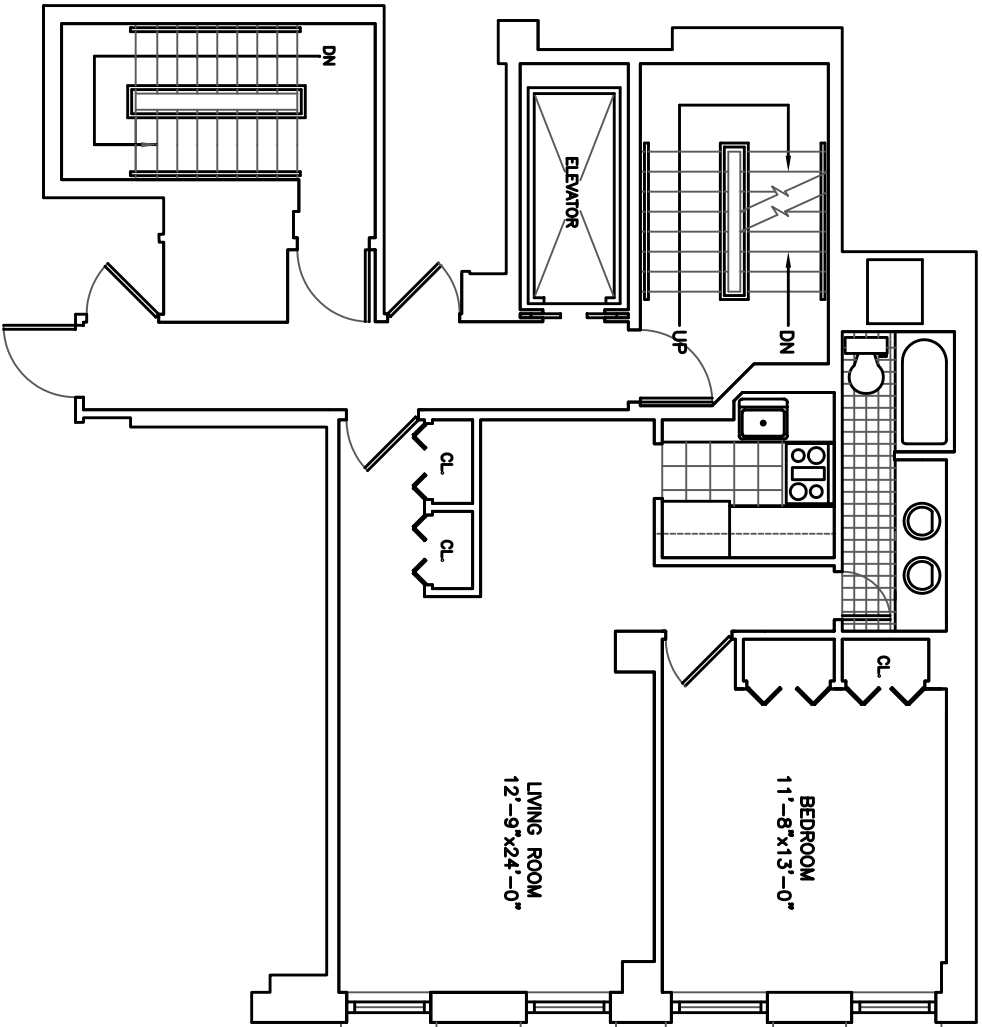 DN
ELEVATOR
UP
DN
CL.
CL.
CL.
LIVING ROOM
12'-9"x24'-0"
BEDROOM
11'-8"x13'-0"